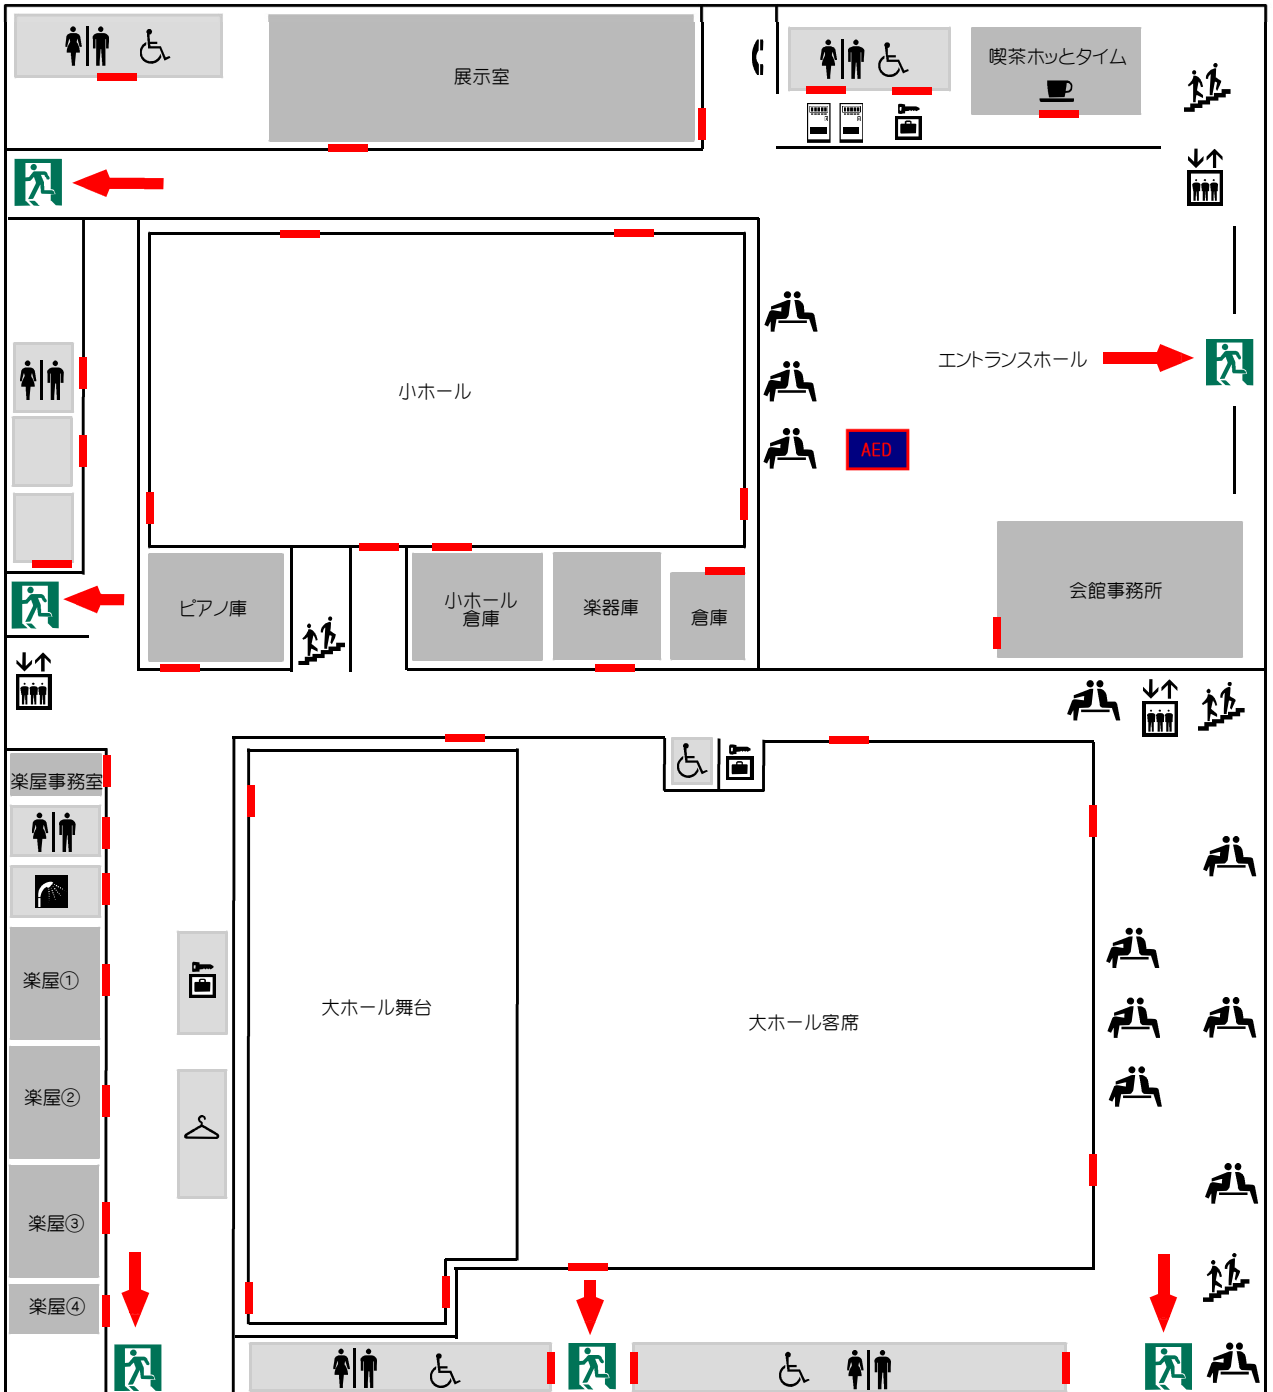 展示室
喫茶ホッとタイム
小ホール
エントランスホール
AED
ピアノ庫
小ホール
倉庫
楽器庫
倉庫
会館事務所
楽屋事務室
楽屋①
楽屋②
楽屋③
楽屋④
大ホール舞台
大ホール客席